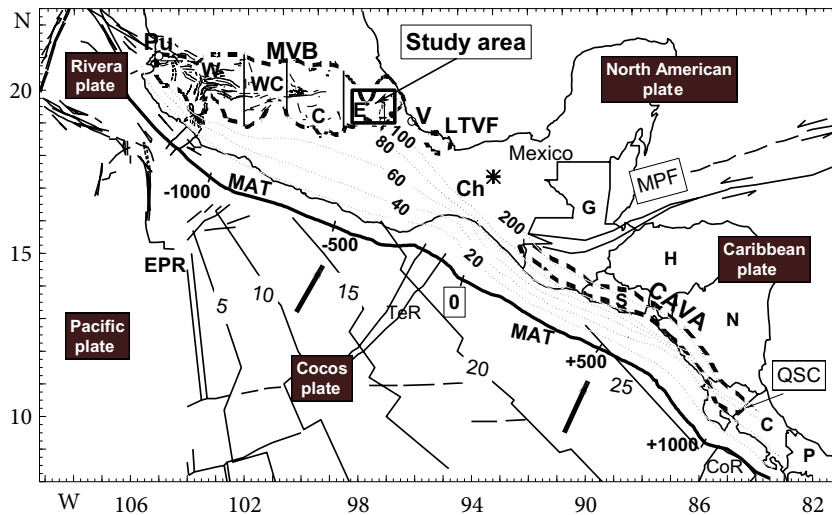 N
Pu
MVB
Study area
Rivera
plate
W
WC
North American
plate
20
C
E
V
LTVF
100
80
Mexico
60
Ch
MPF
-1000
MAT
40
200
G
-500
15
EPR
20
H
Caribbean
plate
5
10
15
TeR
0
S
CAVA
N
Pacific
plate
MAT
Cocos
plate
20
+500
25
QSC
10
C
+1000
P
CoR
W
106
102
98
94
90
86
82